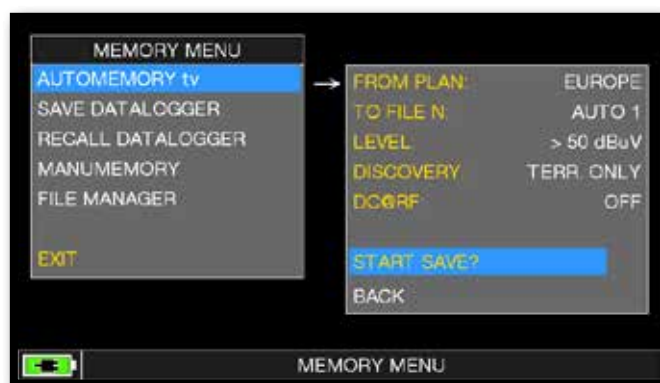 MEMORY MENU
AUTOMEMORY tv
SAVE DATALOGGER
RECALL DATALOGGER
MANUMEMORY
FILE MANAGER
EXIT
→
FROM PLAN: EUROPE
TO FILE N: AUTO 1
LEVEL > 50 dBuV
DISCOVERY TERR. ONLY
DC@RF OFF
START SAVE?
BACK
MEMORY MENU